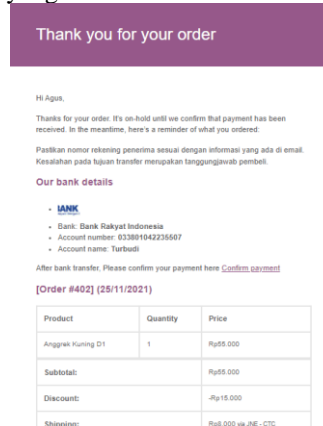 Thank you for your order
Hi Agus,
Thanks for your order. It's on-hold until we confirm that payment has been
received. In the meantime, here's a reminder of what you ordered:
Pastikan nomor rekening penerima sesuai dengan informasi yang ada di email.
Kesalahan pada tujuan transfer merupakan tanggungjawab pembeli.
Our bank details
IANK
Bank: Bank Rakyat Indonesia
Account number: 033801042235507
Account name: Turbudi
After bank transfer, Please confirm your payment here Confirm payment
[Order #402] (25/11/2021)
Product Quantity Price
Anggrek Kuning D1 1 Rp55.000
Subtotal: Rp55.000
Discount: -Rp15.000
Shipping: Rp8.000 via JNE - CTC